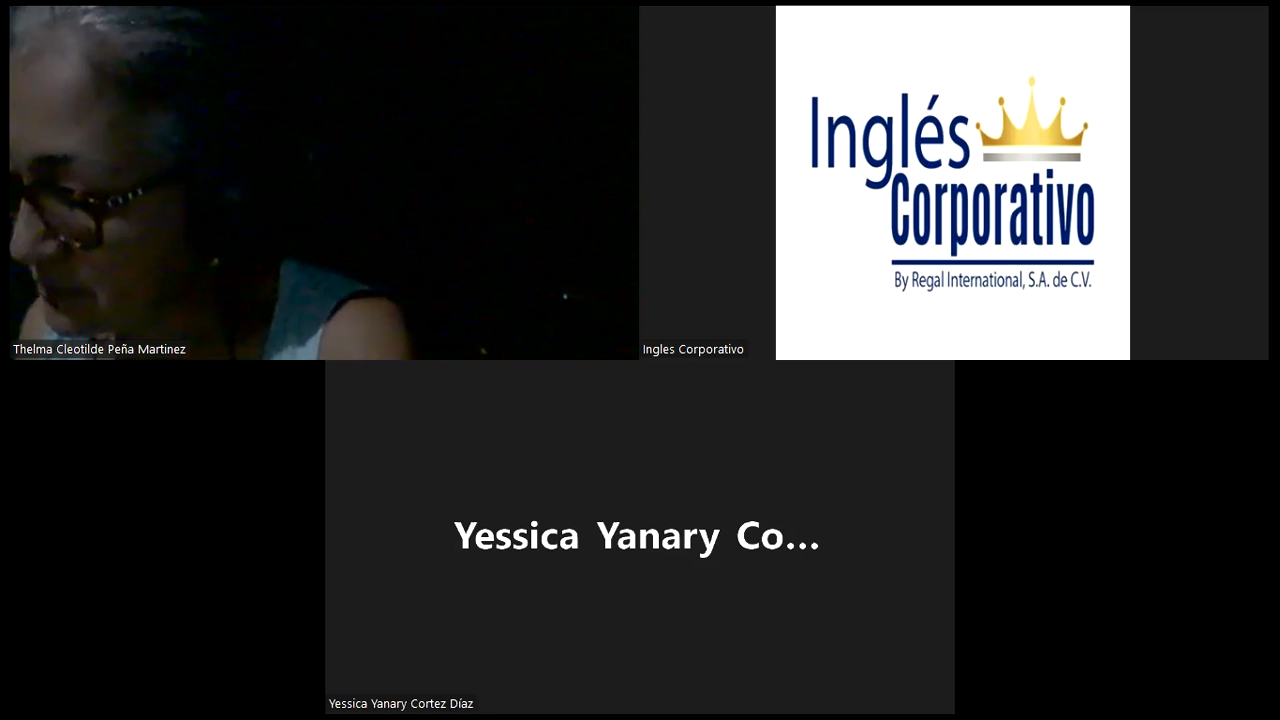 Inglés
Corporativo
By Regal International, S.A. de C.V.
Thelma Cleotilde Peña Martinez
Ingles Corporativo
Yessica Yanary Co...
Yessica Yanary Cortez Díaz